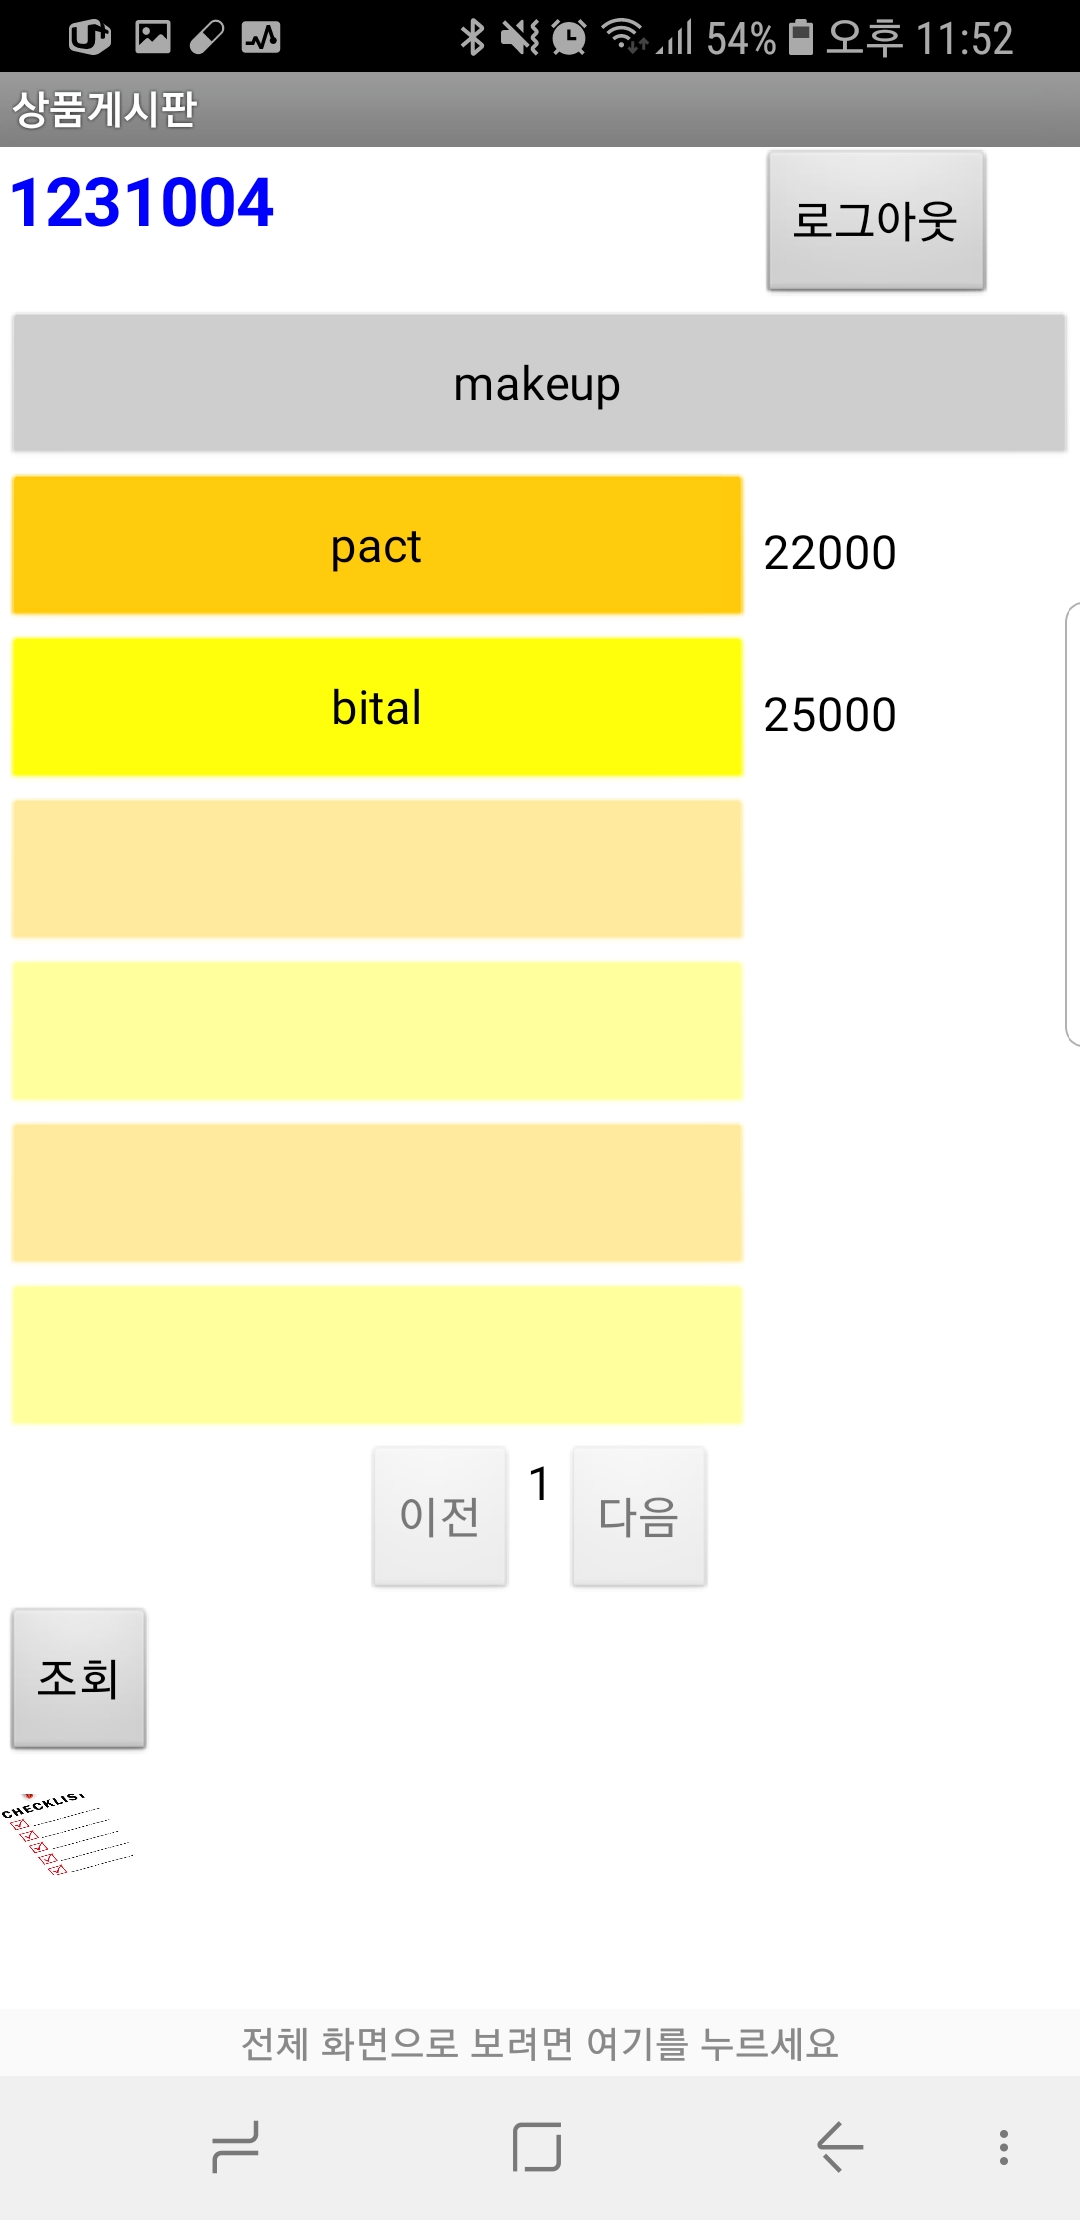 54% 오후 11:52
상품게시판
1231004
로그아웃
makeup
pact 22000
bital 25000
이전 1 다음
조회
CHECKLIST
전체 화면으로 보려면 여기를 누르세요